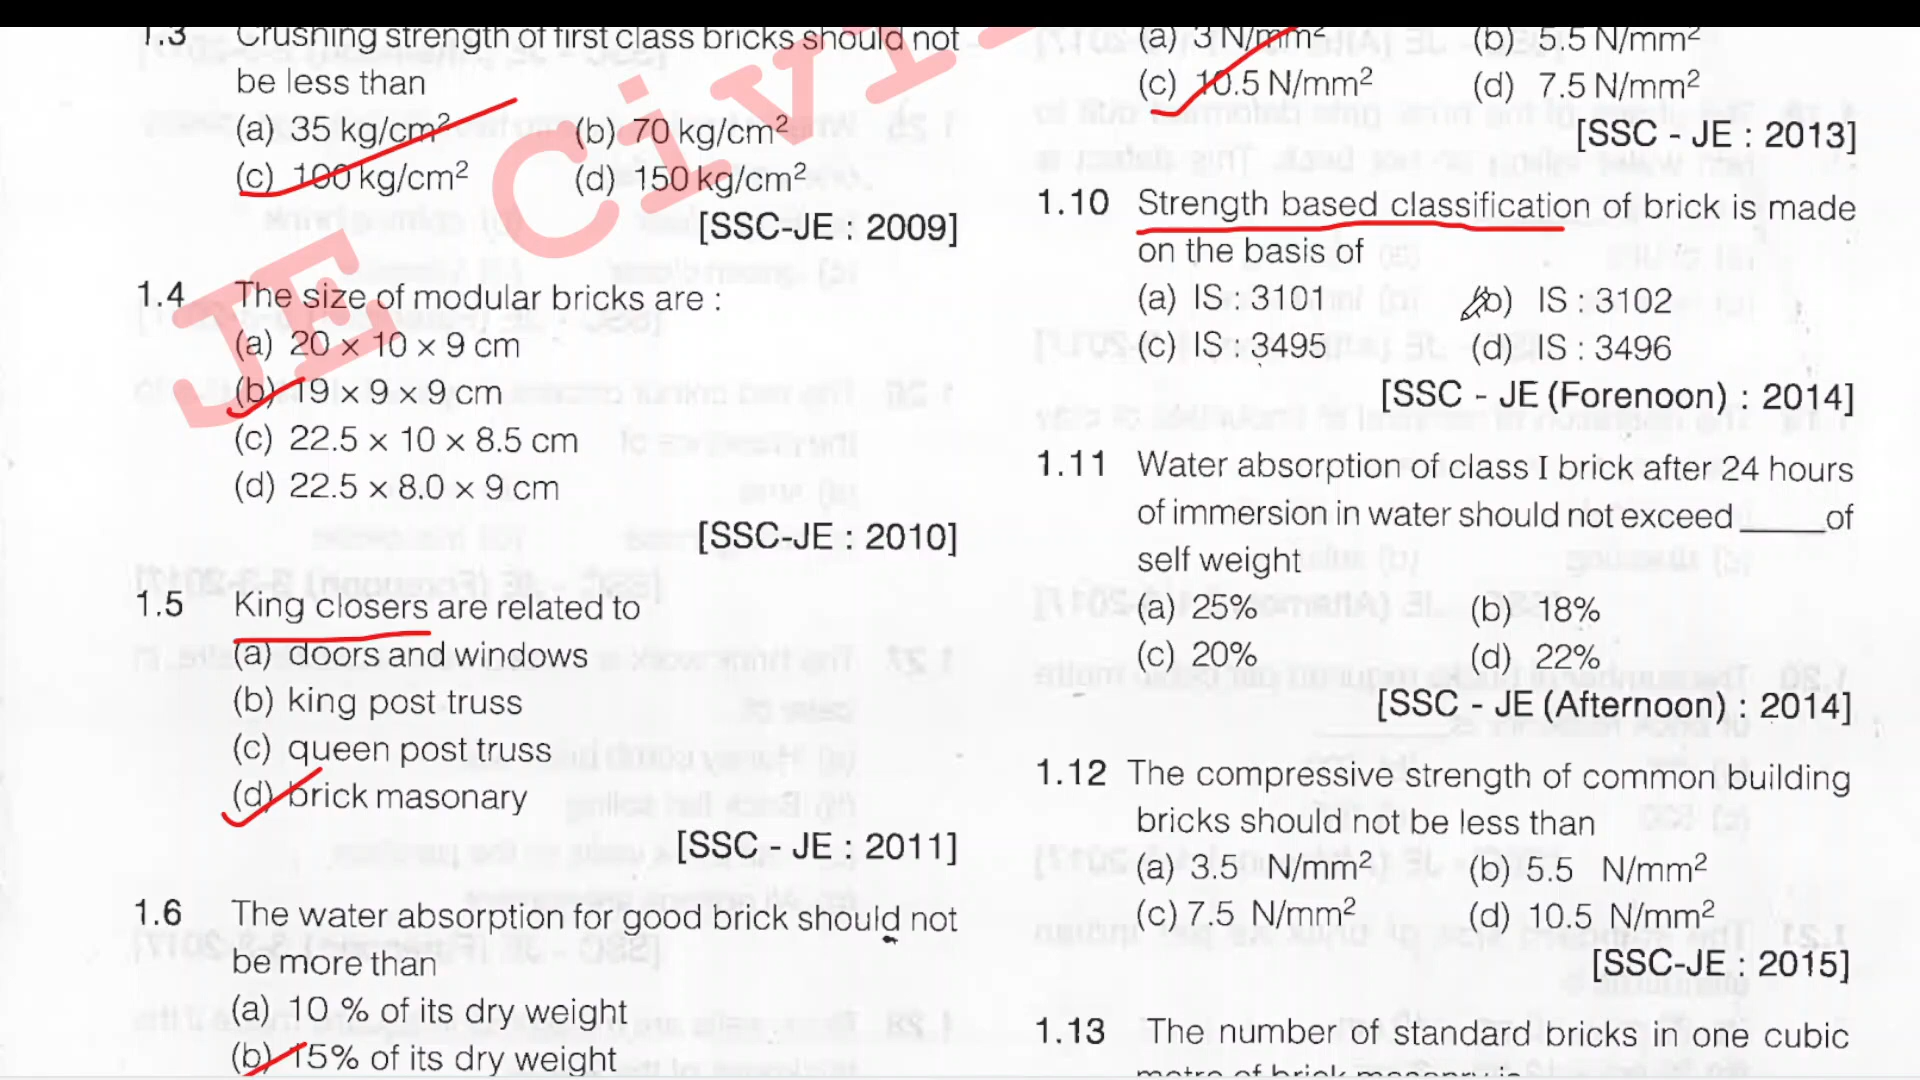 1.3 Crushing strength of first class bricks should not
be less than
(a) 35 kg/cm² (b) 70 kg/cm²
(c) 100 kg/cm² (d) 150 kg/cm²
[SSC-JE : 2009]
1.4 The size of modular bricks are :
(a) 20 × 10 × 9 cm
(b) 19 × 9 × 9 cm
(c) 22.5 × 10 × 8.5 cm
(d) 22.5 × 8.0 × 9 cm
[SSC-JE : 2010]
1.5 King closers are related to
(a) doors and windows
(b) king post truss
(c) queen post truss
(d) brick masonary
[SSC - JE : 2011]
1.6 The water absorption for good brick should not
be more than
(a) 10 % of its dry weight
(b) 15% of its dry weight
(a) 3 N/mm² (b) 5.5 N/mm²
(c) 10.5 N/mm² (d) 7.5 N/mm²
[SSC - JE : 2013]
1.10 Strength based classification of brick is made
on the basis of
(a) IS : 3101 (b) IS : 3102
(c) IS : 3495 (d) IS : 3496
[SSC - JE (Forenoon) : 2014]
1.11 Water absorption of class I brick after 24 hours
of immersion in water should not exceed _____ of
self weight
(a) 25% (b) 18%
(c) 20% (d) 22%
[SSC - JE (Afternoon) : 2014]
1.12 The compressive strength of common building
bricks should not be less than
(a) 3.5 N/mm² (b) 5.5 N/mm²
(c) 7.5 N/mm² (d) 10.5 N/mm²
[SSC-JE : 2015]
1.13 The number of standard bricks in one cubic
metre of brick masonry is
JE Civi